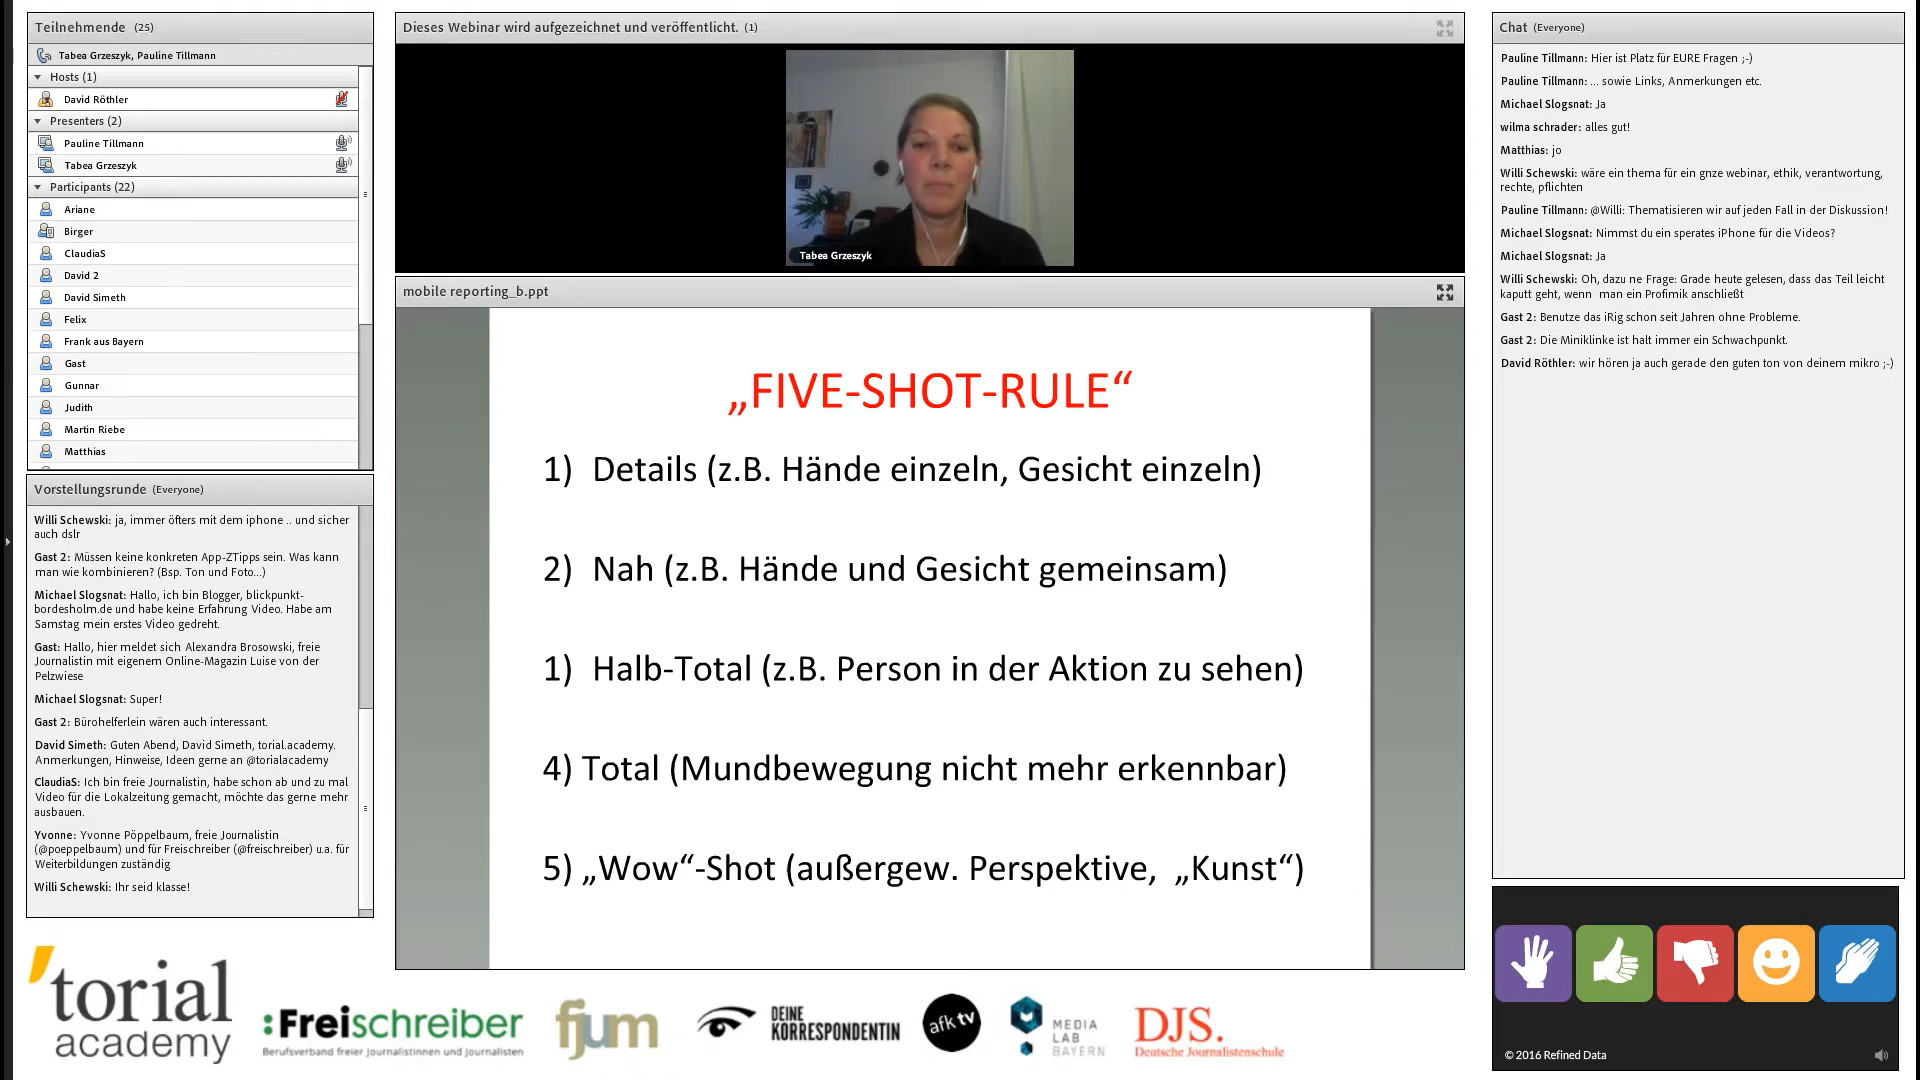 Teilnehmende (25)
Tabea Grzeszyk, Pauline Tillmann
Hosts (1)
David Röthler
Presenters (2)
Pauline Tillmann
Tabea Grzeszyk
Participants (22)
Ariane
Birger
ClaudiaS
David 2
David Simeth
Felix
Frank aus Bayern
Gast
Gunnar
Judith
Martin Riebe
Matthias
Vorstellungsrunde (Everyone)
Willi Schewski: ja, immer öfters mit dem iphone .. und sicher
auch dslr
Gast 2: Müssen keine konkreten App-ZTipps sein. Was kann
man wie kombinieren? (Bsp. Ton und Foto...)
Michael Slogsnat: Hallo, ich bin Blogger, blickpunkt-
bordesholm.de und habe keine Erfahrung Video. Habe am
Samstag mein erstes Video gedreht.
Gast: Hallo, hier meldet sich Alexandra Brosowski, freie
Journalistin mit eigenem Online-Magazin Luise von der
Pelzwiese
Michael Slogsnat: Super!
Gast 2: Bürohelferlein wären auch interessant.
David Simeth: Guten Abend, David Simeth, torial.academy.
Anmerkungen, Hinweise, Ideen gerne an @torialacademy
ClaudiaS: Ich bin freie Journalistin, habe schon ab und zu mal
Video für die Lokalzeitung gemacht, möchte das gerne mehr
ausbauen.
Yvonne: Yvonne Pöppelbaum, freie Journalistin
(@poeppelbaum) und für Freischreiber (@freischreiber) u.a. für
Weiterbildungen zuständig
Willi Schewski: Ihr seid klasse!
Dieses Webinar wird aufgezeichnet und veröffentlicht. (1)
Tabea Grzeszyk
mobile reporting_b.ppt
„FIVE-SHOT-RULE“
1) Details (z.B. Hände einzeln, Gesicht einzeln)
2) Nah (z.B. Hände und Gesicht gemeinsam)
1) Halb-Total (z.B. Person in der Aktion zu sehen)
4) Total (Mundbewegung nicht mehr erkennbar)
5) „Wow“-Shot (außergew. Perspektive, „Kunst“)
Chat (Everyone)
Pauline Tillmann: Hier ist Platz für EURE Fragen ;-)
Pauline Tillmann: ... sowie Links, Anmerkungen etc.
Michael Slogsnat: Ja
wilma schrader: alles gut!
Matthias: jo
Willi Schewski: wäre ein thema für ein gnze webinar, ethik, verantwortung,
rechte, pflichten
Pauline Tillmann: @Willi: Thematisieren wir auf jeden Fall in der Diskussion!
Michael Slogsnat: Nimmst du ein sperates iPhone für die Videos?
Michael Slogsnat: Ja
Willi Schewski: Oh, dazu ne Frage: Grade heute gelesen, dass das Teil leicht
kaputt geht, wenn man ein Profimik anschließt
Gast 2: Benutze das iRig schon seit Jahren ohne Probleme.
Gast 2: Die Miniklinke ist halt immer ein Schwachpunkt.
David Röthler: wir hören ja auch gerade den guten ton von deinem mikro ;-)
© 2016 Refined Data
'torial
academy
:Freischreiber
Berufsverband freier Journalistinnen und Journalisten
fjum
DEINE
KORRESPONDENTIN
afk tv
MEDIA
LAB
BAYERN
DJS.
Deutsche Journalistenschule